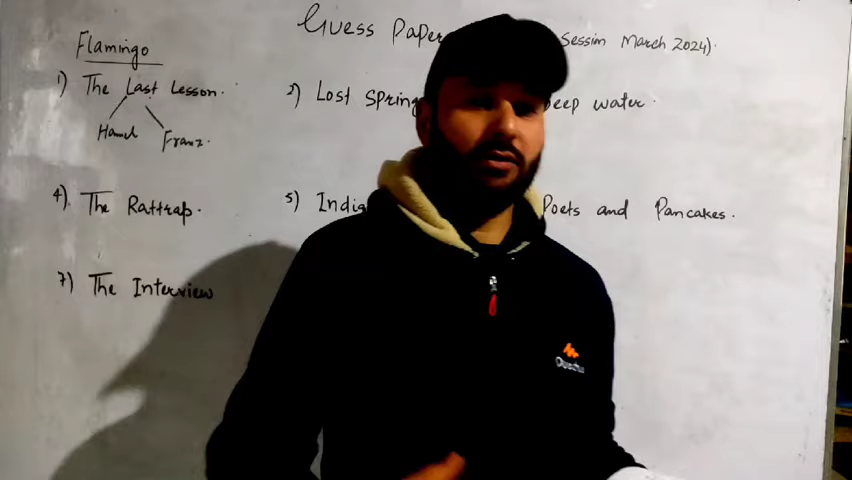 Guess Paper Session March 2024).
Flamingo
1) The Last Lesson. 2) Lost Spring Deep water.
Hamel Franz.
4) The Rattrap. 5) Indig Poets and Pancakes.
7) The Interview
Quechua